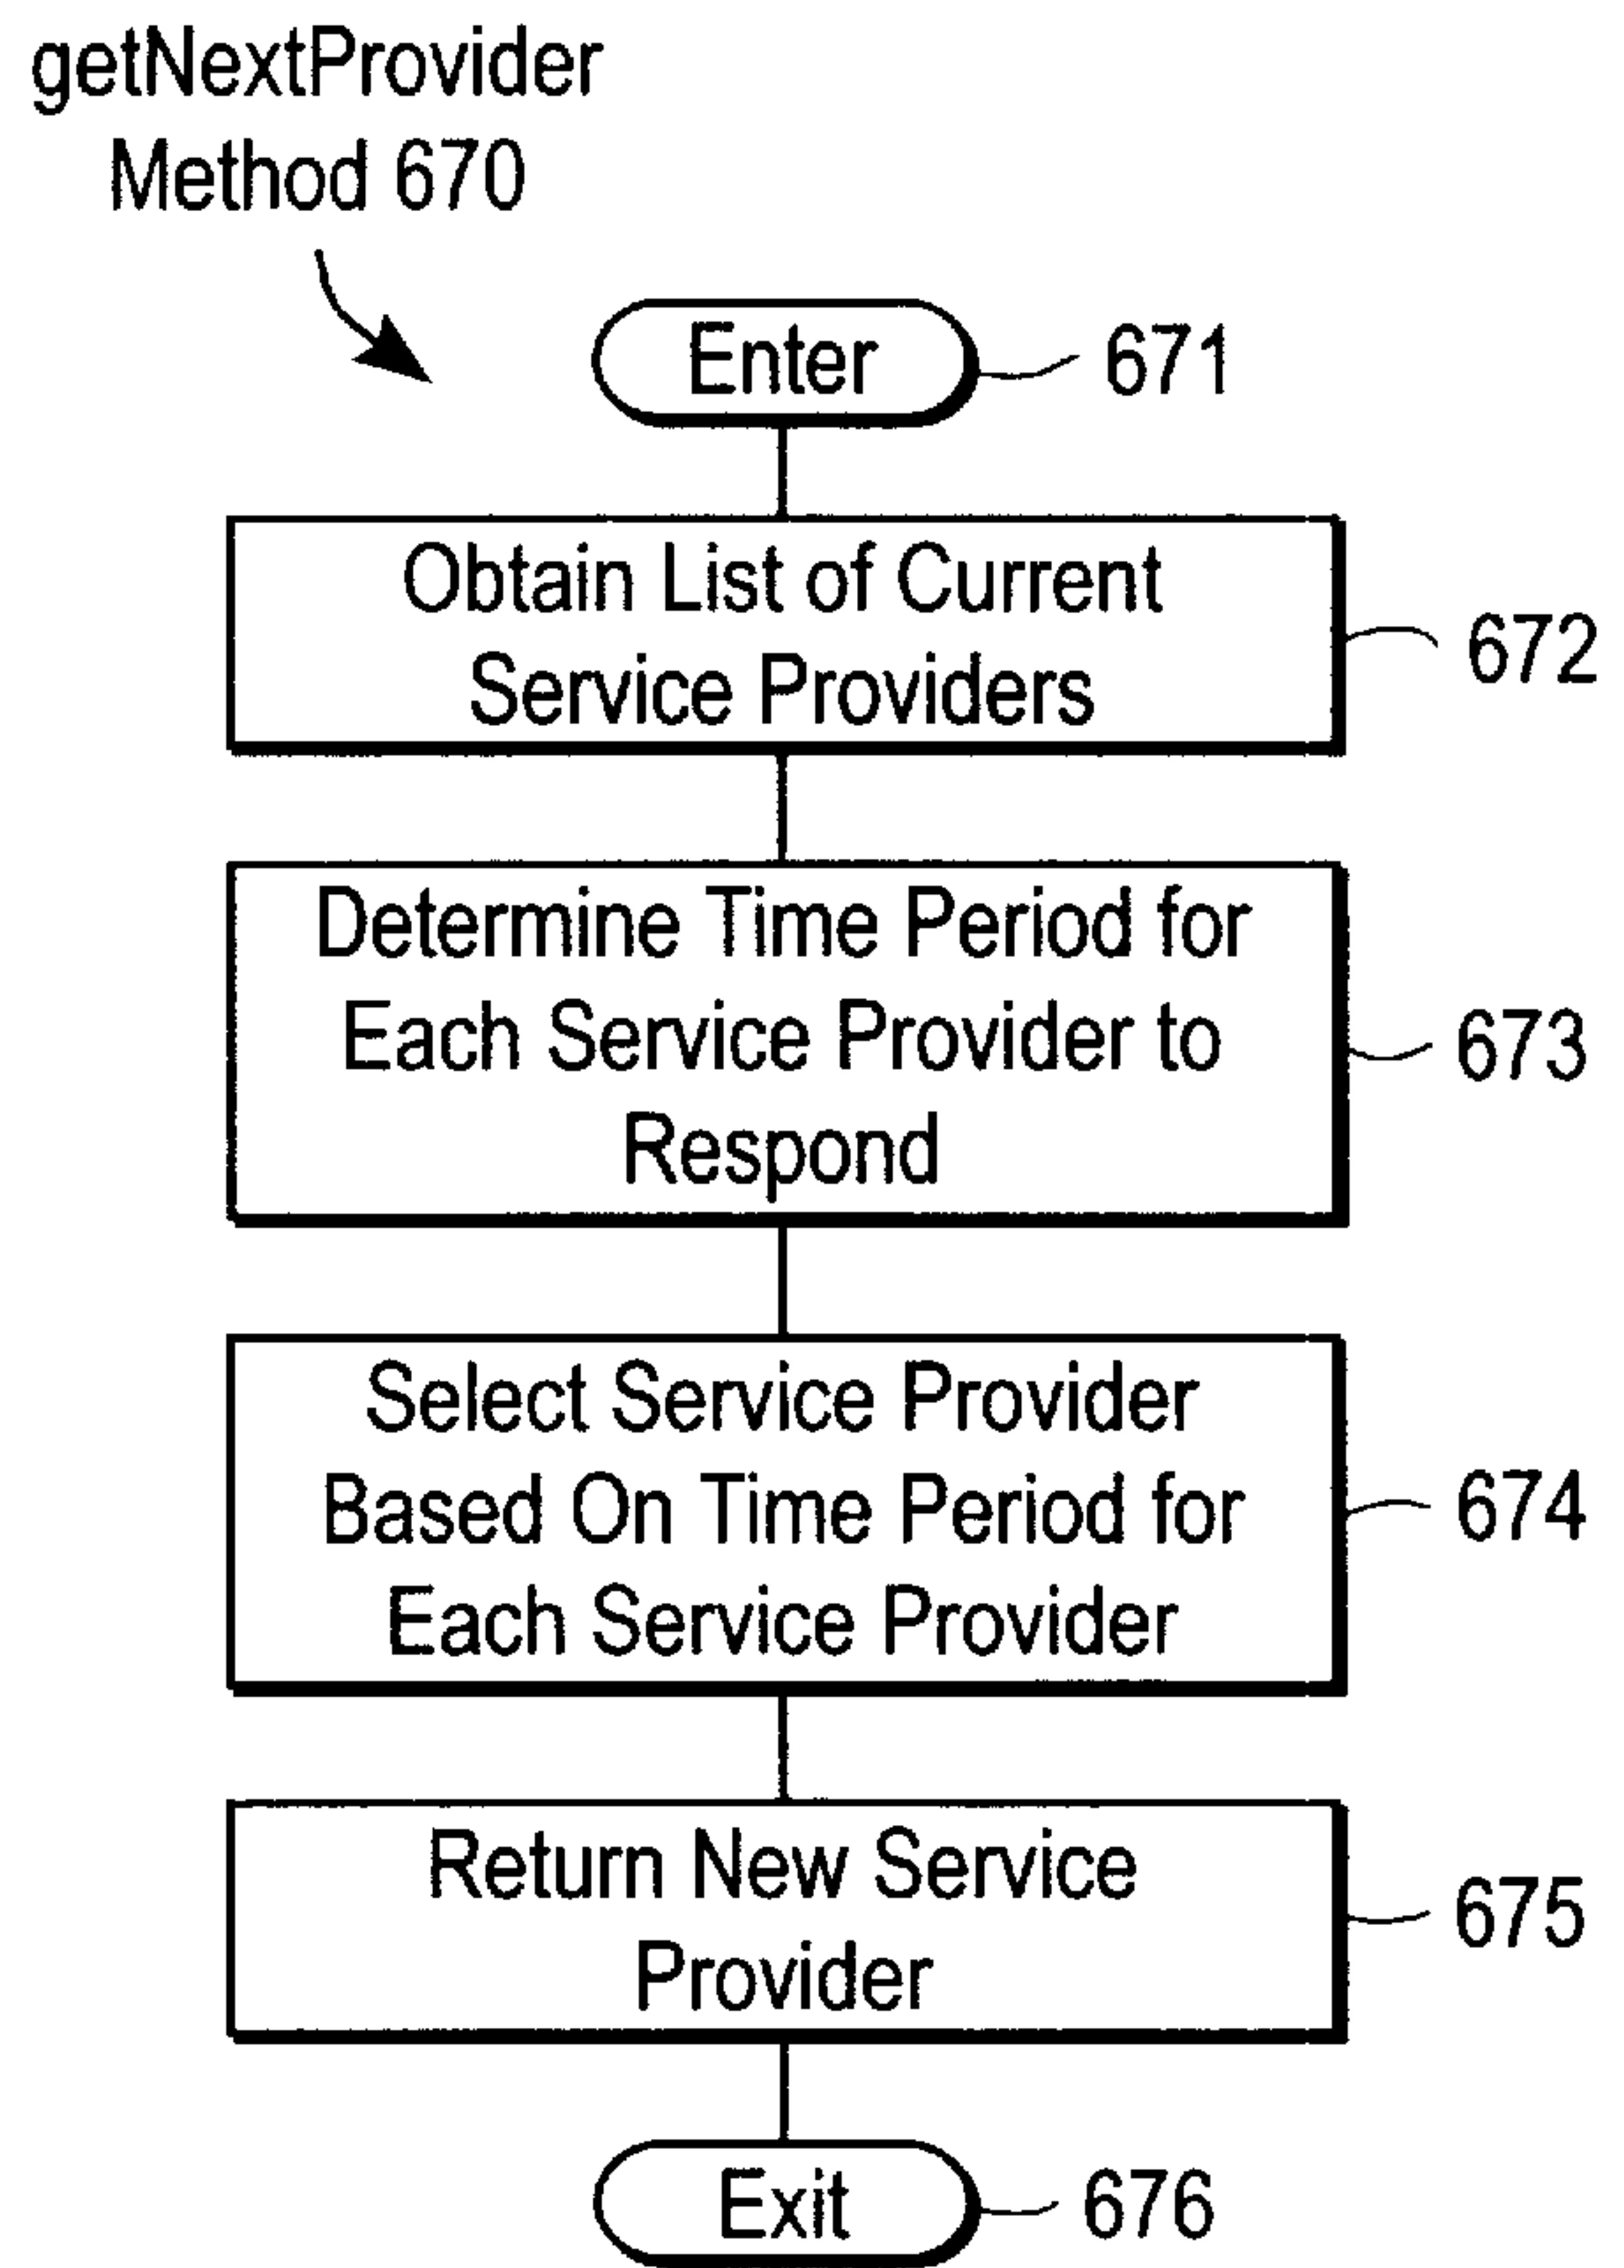 getNextProvider
Method 670
Enter
671
Obtain List of Current
Service Providers
672
Determine Time Period for
Each Service Provider to
Respond
673
Select Service Provider
Based On Time Period for
Each Service Provider
674
Return New Service
Provider
675
Exit
676